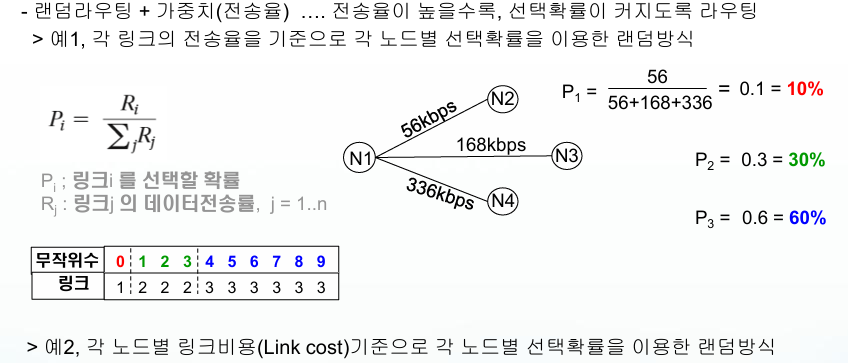 - 랜덤라우팅 + 가중치(전송율) .... 전송율이 높을수록, 선택확률이 커지도록 라우팅
> 예1, 각 링크의 전송율을 기준으로 각 노드별 선택확률을 이용한 랜덤방식
P_i = R_i / ∑_j R_j
P_i ; 링크i 를 선택할 확률
R_j : 링크j 의 데이터전송률, j = 1..n
N1
56kbps
N2
168kbps
N3
336kbps
N4
P_1 = 56 / 56+168+336 = 0.1 = 10%
P_2 = 0.3 = 30%
P_3 = 0.6 = 60%
무작위수 0 1 2 3 4 5 6 7 8 9
링크 1 2 2 2 3 3 3 3 3 3
> 예2, 각 노드별 링크비용(Link cost)기준으로 각 노드별 선택확률을 이용한 랜덤방식